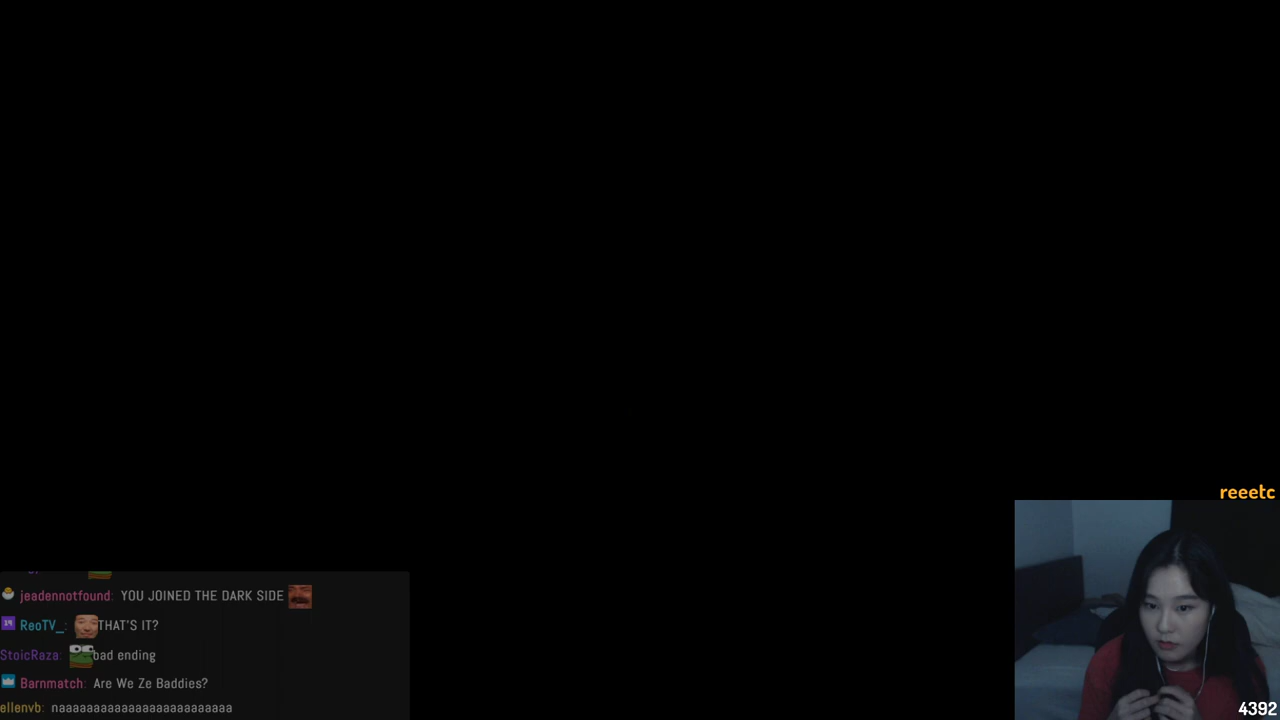 reeetc
jeadennotfound: YOU JOINED THE DARK SIDE
ReoTV_: THAT'S IT?
StoicRaza: bad ending
Barnmatch: Are We Ze Baddies?
ellenvb: naaaaaaaaaaaaaaaaaaaaaaaaa
4392